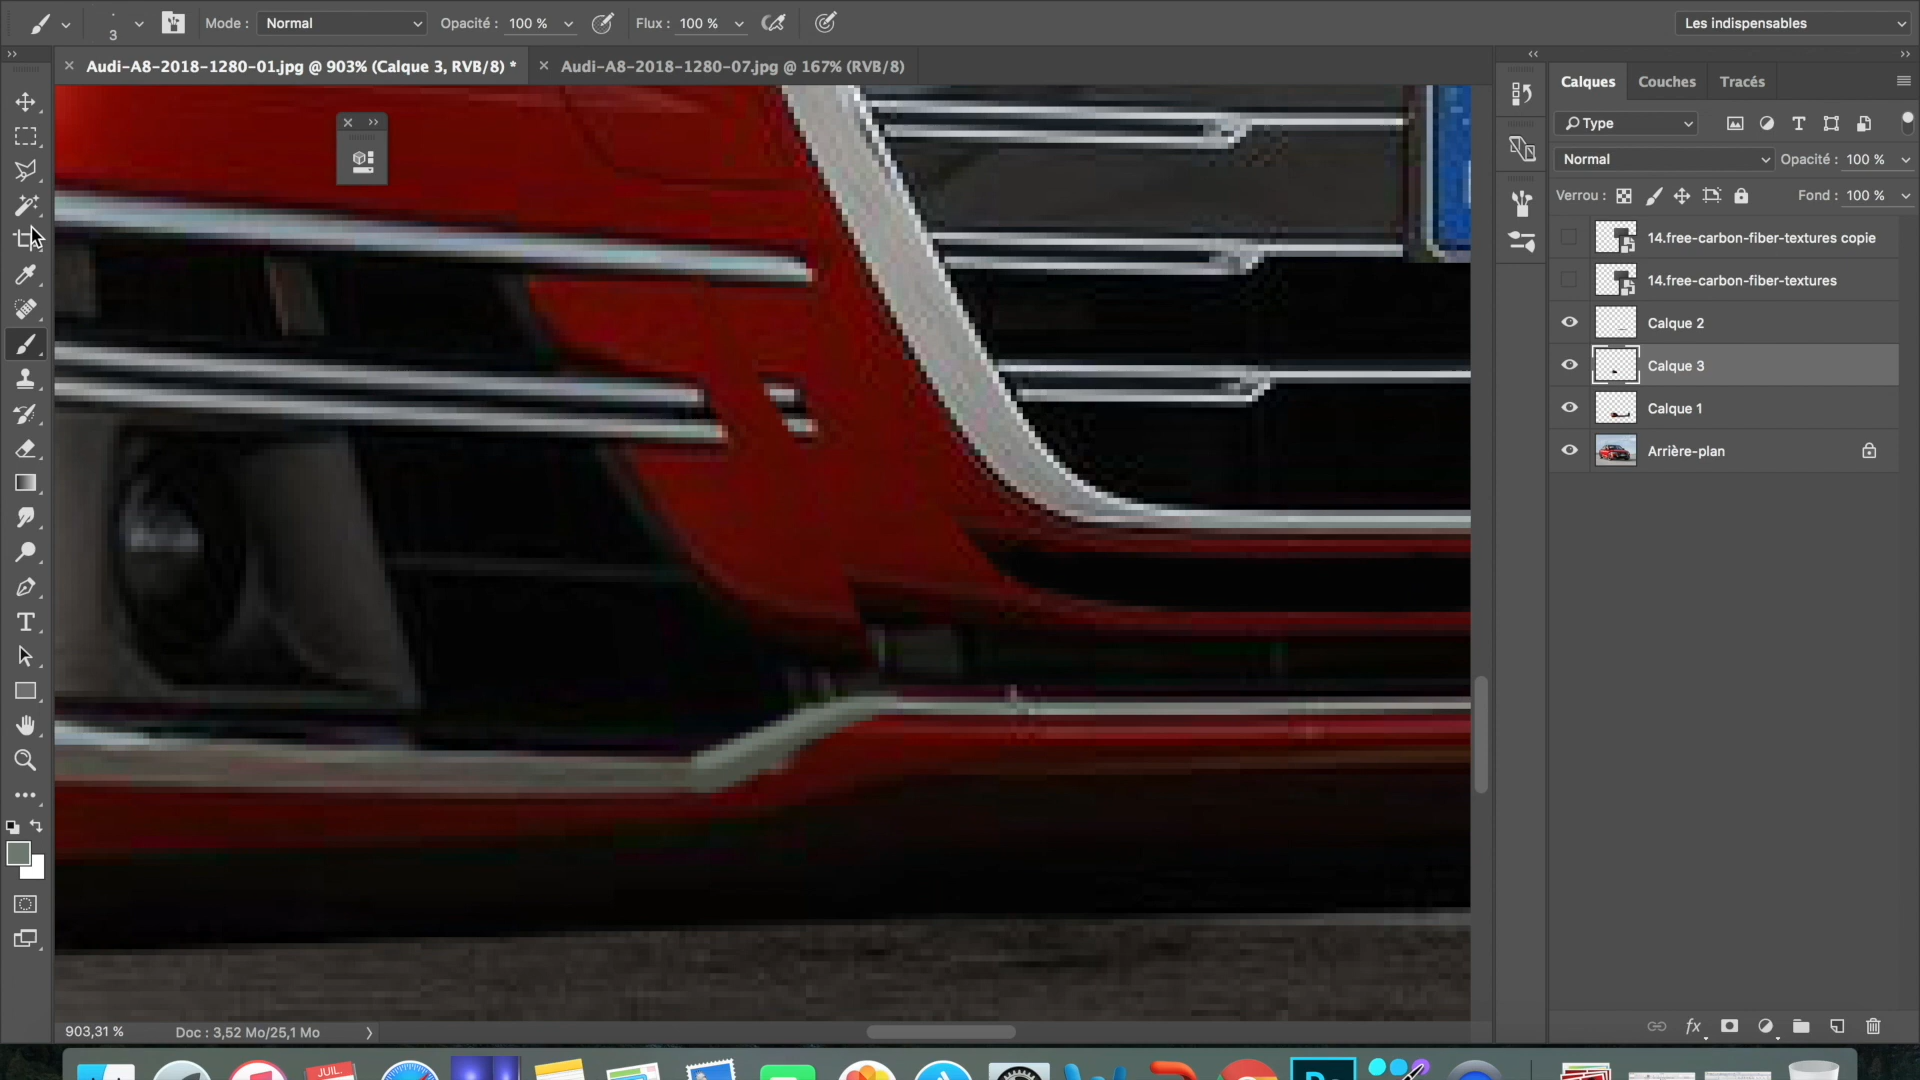 3
Mode : Normal
Opacité : 100 %
Flux : 100 %
Les indispensables
Audi-A8-2018-1280-01.jpg @ 903% (Calque 3, RVB/8) *
Audi-A8-2018-1280-07.jpg @ 167% (RVB/8)
Calques
Couches
Tracés
Type
Normal
Opacité : 100 %
Verrou :
Fond : 100 %
14.free-carbon-fiber-textures copie
14.free-carbon-fiber-textures
Calque 2
Calque 3
Calque 1
Arrière-plan
fx
903,31 %
Doc : 3,52 Mo/25,1 Mo
JUIL.